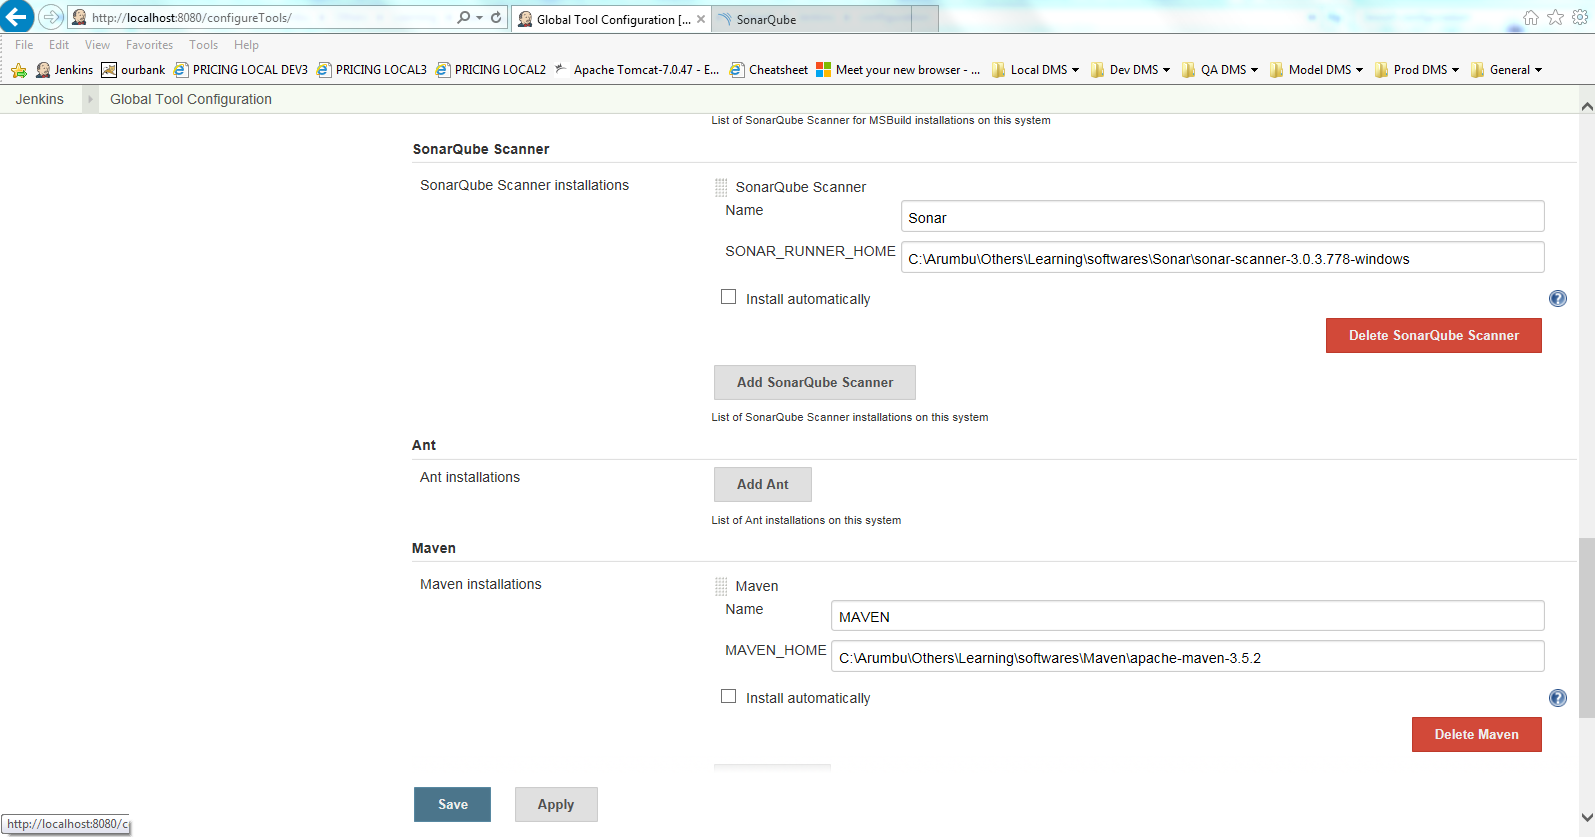 http://localhost:8080/configureTools/
Global Tool Configuration [...
SonarQube
File Edit View Favorites Tools Help
Jenkins ourbank PRICING LOCAL DEV3 PRICING LOCAL3 PRICING LOCAL2 Apache Tomcat-7.0.47 - E... Cheatsheet Meet your new browser - ... Local DMS Dev DMS QA DMS Model DMS Prod DMS General
Jenkins Global Tool Configuration
List of SonarQube Scanner for MSBuild installations on this system
SonarQube Scanner
SonarQube Scanner installations
SonarQube Scanner
Name Sonar
SONAR_RUNNER_HOME C:\Arumbu\Others\Learning\softwares\Sonar\sonar-scanner-3.0.3.778-windows
Install automatically
Delete SonarQube Scanner
Add SonarQube Scanner
List of SonarQube Scanner installations on this system
Ant
Ant installations
Add Ant
List of Ant installations on this system
Maven
Maven installations
Maven
Name MAVEN
MAVEN_HOME C:\Arumbu\Others\Learning\softwares\Maven\apache-maven-3.5.2
Install automatically
Delete Maven
Save Apply
http://localhost:8080/c